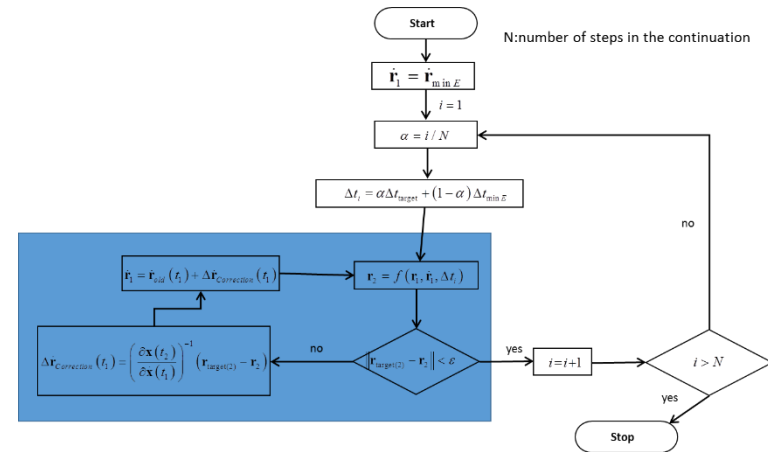 Start
N:number of steps in the continuation
ṙ₁ = ṙ_min E
i = 1
α = i / N
Δt_i = αΔt_target + (1 − α)Δt_min E
no
ṙ₁ = ṙ_old (t₁) + Δṙ_Correction (t₁)
r₂ = f(r₁, ṙ₁, Δt_i)
Δṙ_Correction (t₁) = (∂x(t₂) / ∂ẋ(t₁))⁻¹ (r_target(2) − r₂)
no
‖r_target(2) − r₂‖ < ε
yes
i=i+1
i > N
yes
Stop